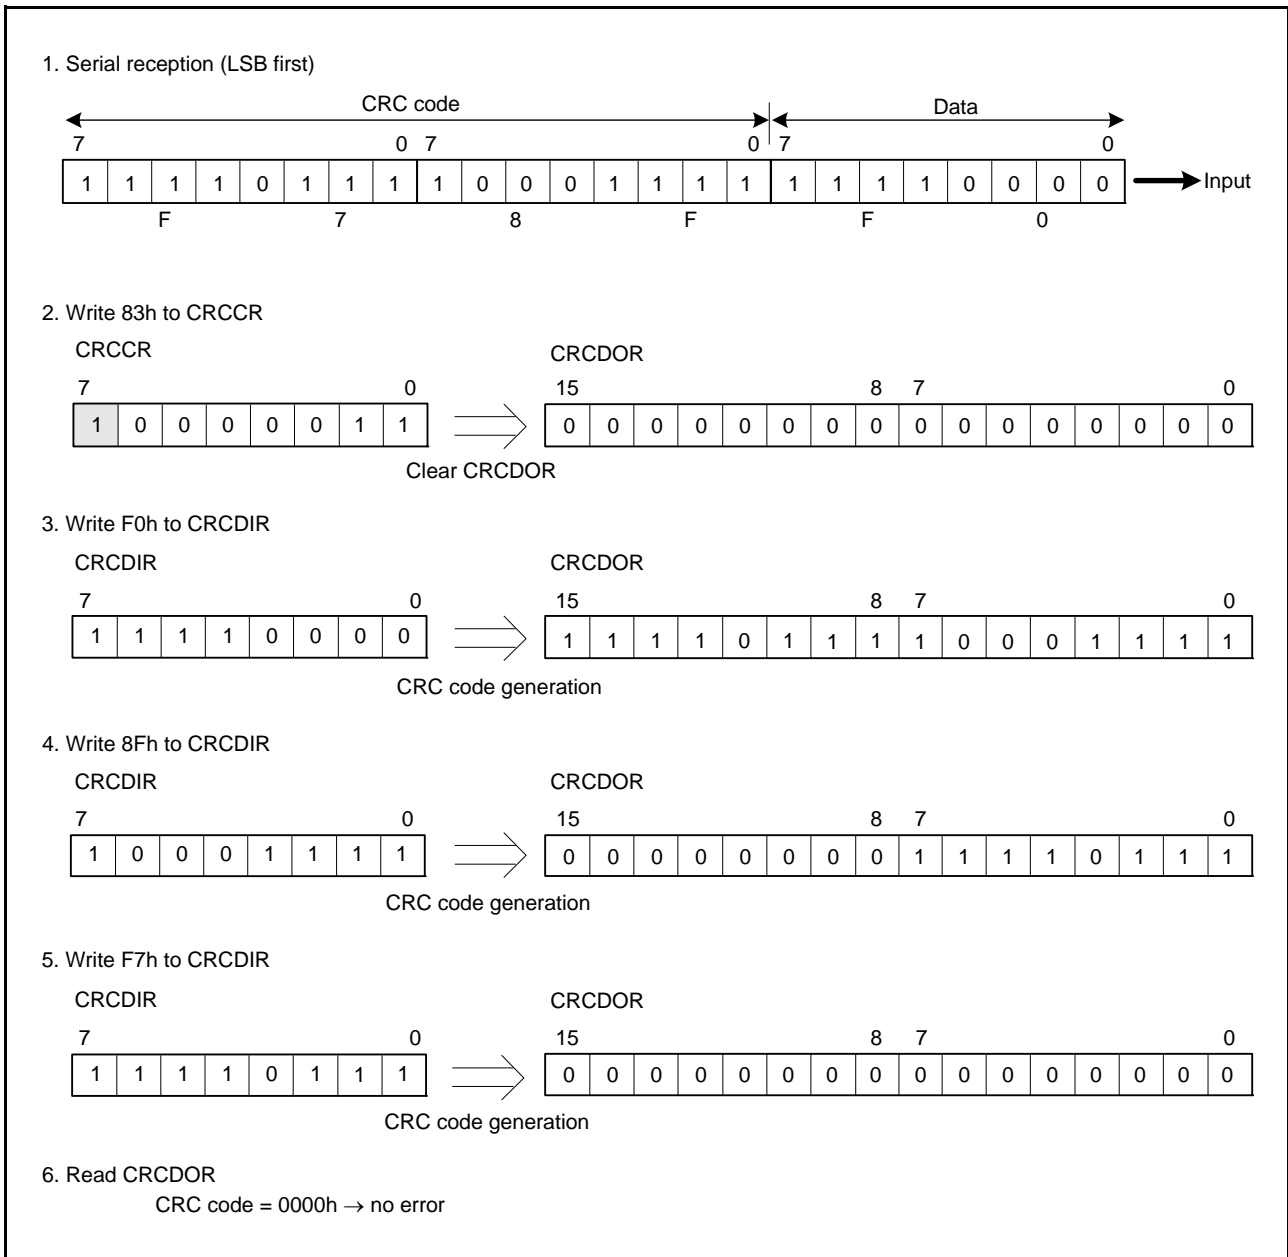 1. Serial reception (LSB first)
CRC code Data
7 0 7 0 7 0
1 1 1 1 0 1 1 1 1 0 0 0 1 1 1 1 1 1 1 1 0 0 0 0 Input
F 7 8 F F 0
2. Write 83h to CRCCR
CRCCR CRCDOR
7 0 15 8 7 0
1 0 0 0 0 0 1 1 0 0 0 0 0 0 0 0 0 0 0 0 0 0 0 0
Clear CRCDOR
3. Write F0h to CRCDIR
CRCDIR CRCDOR
7 0 15 8 7 0
1 1 1 1 0 0 0 0 1 1 1 1 0 1 1 1 1 0 0 0 1 1 1 1
CRC code generation
4. Write 8Fh to CRCDIR
CRCDIR CRCDOR
7 0 15 8 7 0
1 0 0 0 1 1 1 1 0 0 0 0 0 0 0 0 1 1 1 1 0 1 1 1
CRC code generation
5. Write F7h to CRCDIR
CRCDIR CRCDOR
7 0 15 8 7 0
1 1 1 1 0 1 1 1 0 0 0 0 0 0 0 0 0 0 0 0 0 0 0 0
CRC code generation
6. Read CRCDOR
CRC code = 0000h → no error